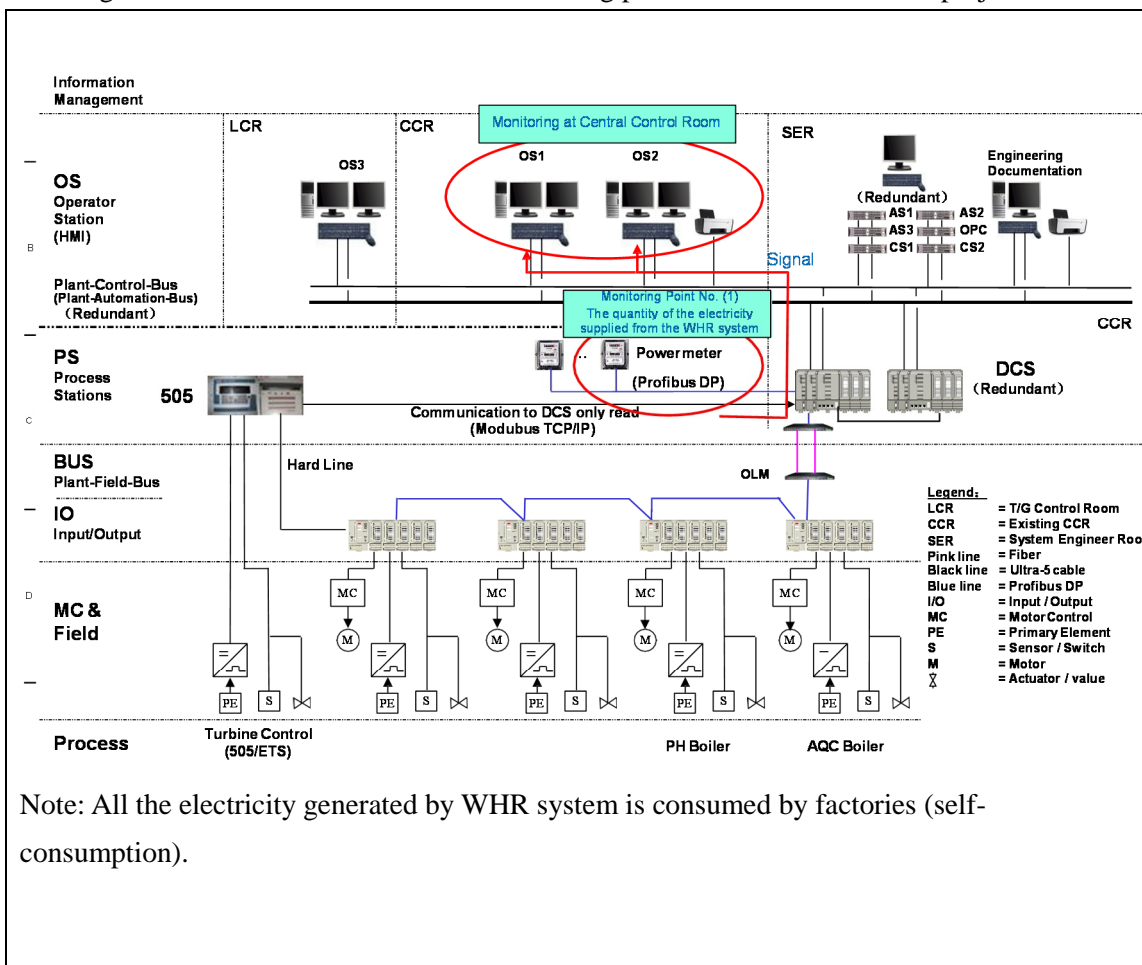 Information
Management
LCR
CCR
Monitoring at Central Control Room
SER
OS
Operator
Station
(HMI)
OS3
OS1
OS2
Engineering
Documentation
(Redundant)
AS1
AS2
AS3
OPC
CS1
CS2
B
Signal
Plant-Control-Bus
(Plant-Automation-Bus)
(Redundant)
Monitoring Point No. (1)
The quantity of the electricity
supplied from the WHR system
CCR
PS
Process
Stations
505
...
Power meter
(Profibus DP)
DCS
(Redundant)
C
Communication to DCS only read
(Modubus TCP/IP)
BUS
Plant-Field-Bus
Hard Line
OLM
IO
Input/Output
Legend:
LCR = T/G Control Room
CCR = Existing CCR
SER = System Engineer Roo
Pink line = Fiber
Black line = Ultra-5 cable
Blue line = Profibus DP
I/O = Input / Output
MC = Motor Control
PE = Primary Element
S = Sensor / Switch
M = Motor
= Actuator / value
D
MC &
Field
MC MC MC MC
M M M M
PE S PE S PE S PE S PE S
Process
Turbine Control
(505/ETS)
PH Boiler
AQC Boiler
Note: All the electricity generated by WHR system is consumed by factories (self-
consumption).